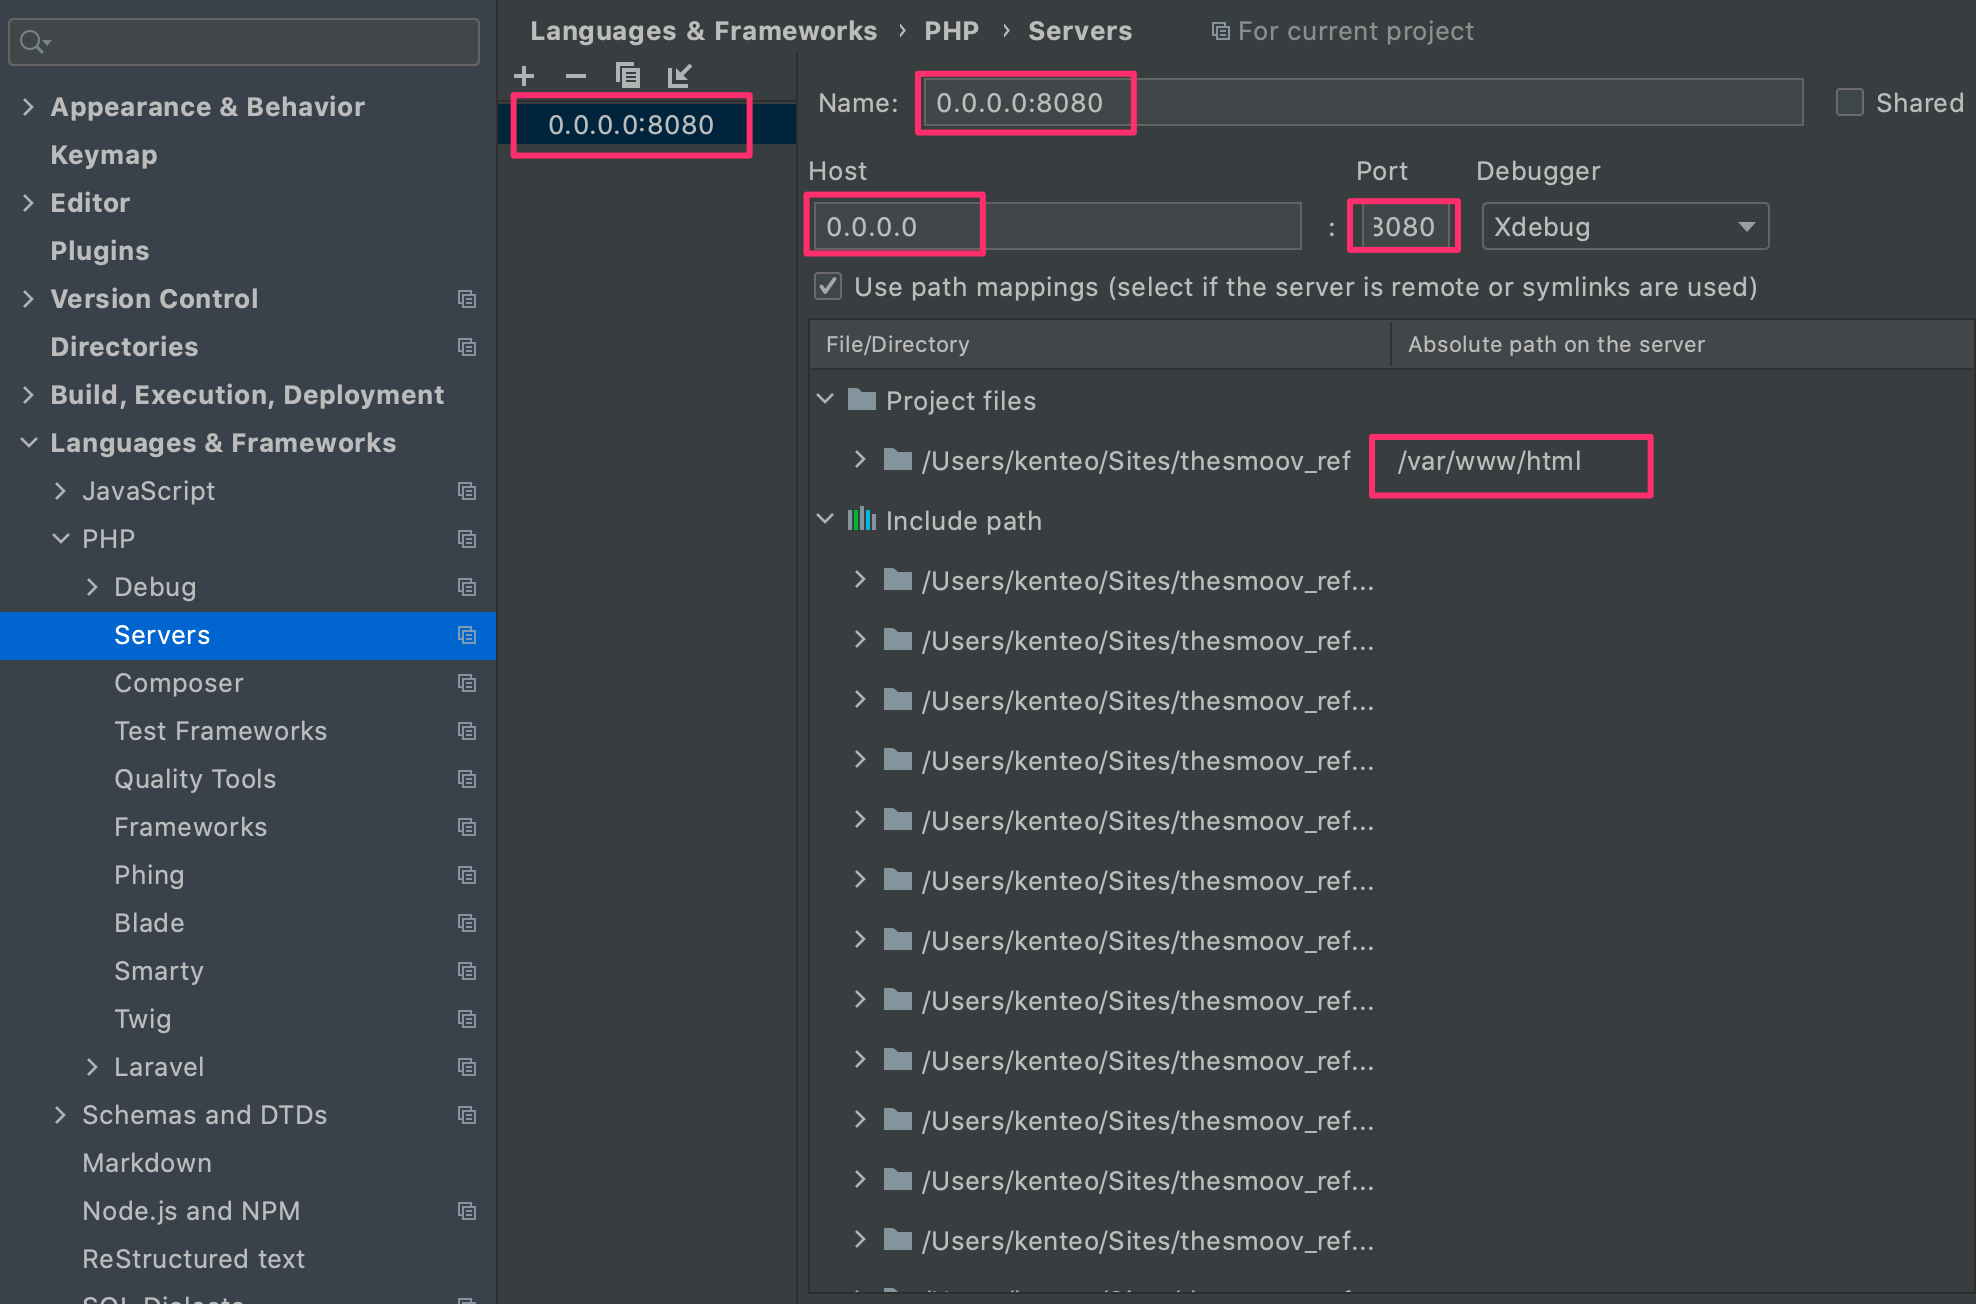 Appearance & Behavior
Keymap
Editor
Plugins
Version Control
Directories
Build, Execution, Deployment
Languages & Frameworks
JavaScript
PHP
Debug
Servers
Composer
Test Frameworks
Quality Tools
Frameworks
Phing
Blade
Smarty
Twig
Laravel
Schemas and DTDs
Markdown
Node.js and NPM
ReStructured text
SQL Dialects
Languages & Frameworks › PHP › Servers For current project
0.0.0.0:8080
Name: 0.0.0.0:8080 Shared
Host Port Debugger
0.0.0.0 : 8080 Xdebug
Use path mappings (select if the server is remote or symlinks are used)
File/Directory Absolute path on the server
Project files
/Users/kenteo/Sites/thesmoov_ref /var/www/html
Include path
/Users/kenteo/Sites/thesmoov_ref...
/Users/kenteo/Sites/thesmoov_ref...
/Users/kenteo/Sites/thesmoov_ref...
/Users/kenteo/Sites/thesmoov_ref...
/Users/kenteo/Sites/thesmoov_ref...
/Users/kenteo/Sites/thesmoov_ref...
/Users/kenteo/Sites/thesmoov_ref...
/Users/kenteo/Sites/thesmoov_ref...
/Users/kenteo/Sites/thesmoov_ref...
/Users/kenteo/Sites/thesmoov_ref...
/Users/kenteo/Sites/thesmoov_ref...
/Users/kenteo/Sites/thesmoov_ref...